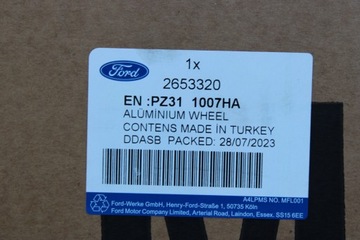 Ford
1x
2653320
EN :PZ31 1007HA
ALUMINIUM WHEEL
CONTENS MADE IN TURKEY
DDASB PACKED: 28/07/2023
A4LPMS NO. MFL001
Ford-Werke GmbH, Henry-Ford-Straße 1, 50735 Köln
Ford Motor Company Limited, Arterial Road, Laindon, Essex. SS15 6EE